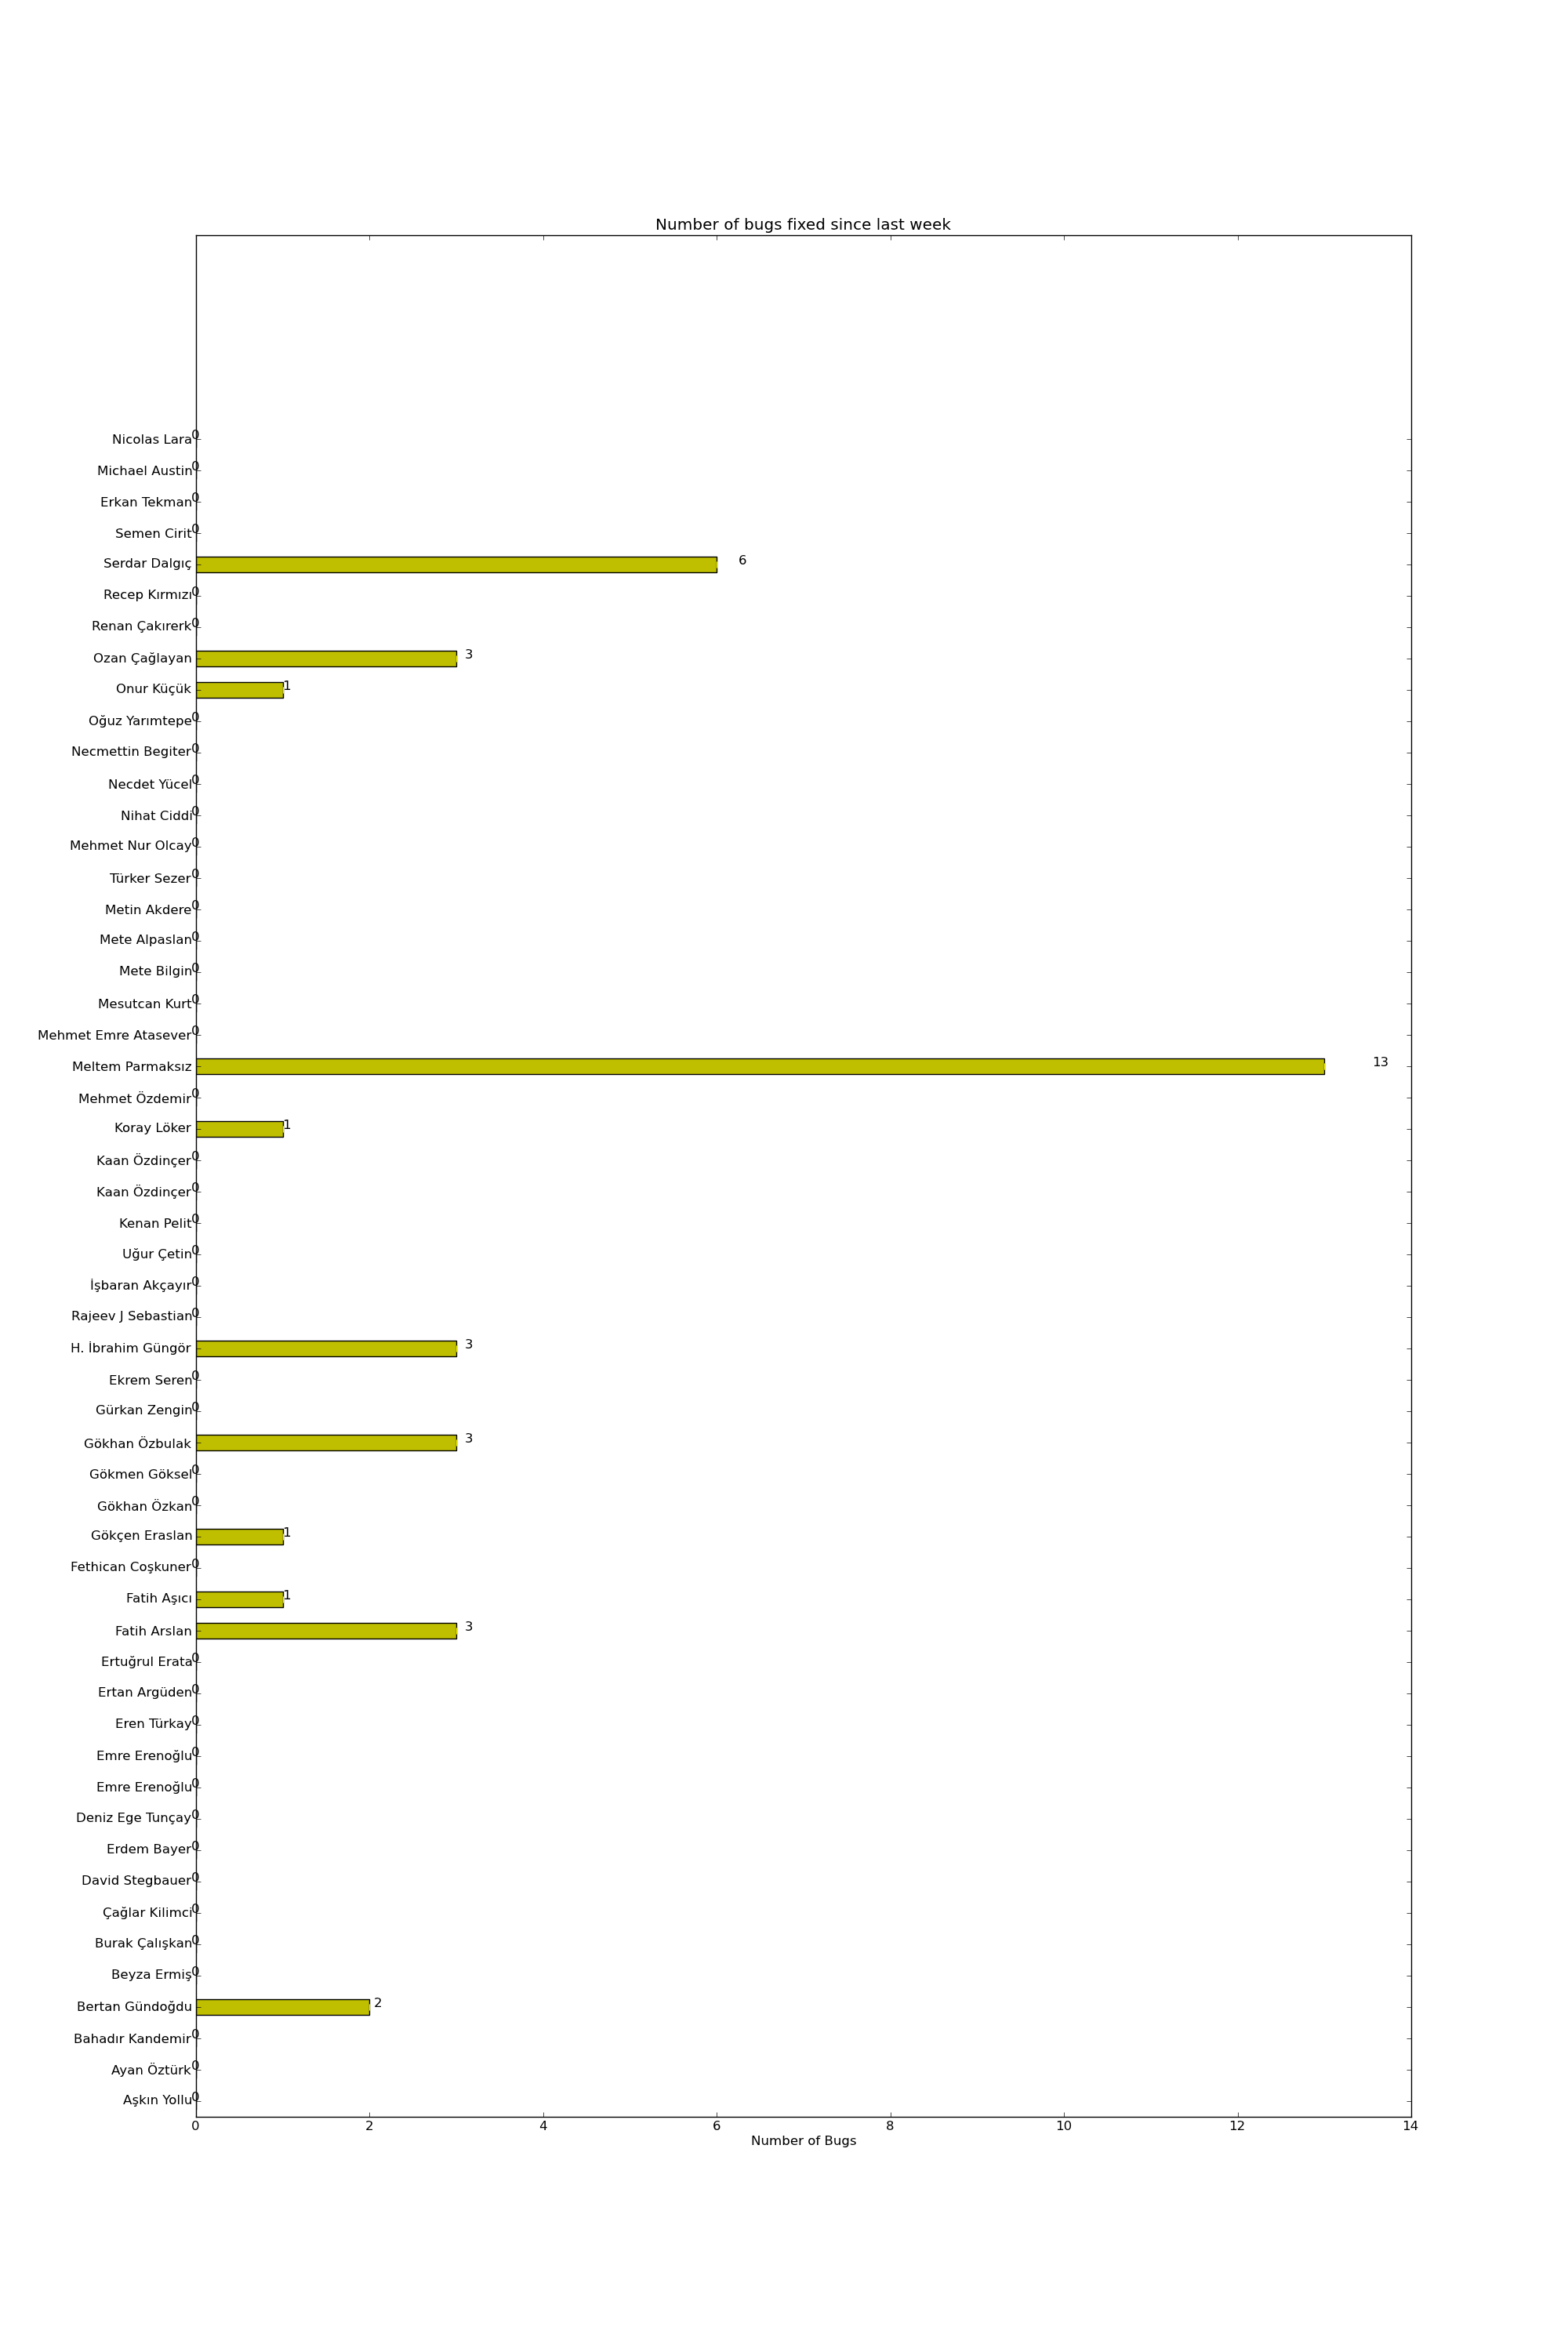 Number of bugs fixed since last week
Nicolas Lara 0
Michael Austin 0
Erkan Tekman 0
Semen Cirit 0
Serdar Dalgıç 6
Recep Kırmızı 0
Renan Çakırerk 0
Ozan Çağlayan 3
Onur Küçük 1
Oğuz Yarımtepe 0
Necmettin Begiter 0
Necdet Yücel 0
Nihat Ciddi 0
Mehmet Nur Olcay 0
Türker Sezer 0
Metin Akdere 0
Mete Alpaslan 0
Mete Bilgin 0
Mesutcan Kurt 0
Mehmet Emre Atasever 0
Meltem Parmaksız 13
Mehmet Özdemir 0
Koray Löker 1
Kaan Özdinçer 0
Kaan Özdinçer 0
Kenan Pelit 0
Uğur Çetin 0
İşbaran Akçayır 0
Rajeev J Sebastian 0
H. İbrahim Güngör 3
Ekrem Seren 0
Gürkan Zengin 0
Gökhan Özbulak 3
Gökmen Göksel 0
Gökhan Özkan 0
Gökçen Eraslan 1
Fethican Coşkuner 0
Fatih Aşıcı 1
Fatih Arslan 3
Ertuğrul Erata 0
Ertan Argüden 0
Eren Türkay 0
Emre Erenoğlu 0
Emre Erenoğlu 0
Deniz Ege Tunçay 0
Erdem Bayer 0
David Stegbauer 0
Çağlar Kilimci 0
Burak Çalışkan 0
Beyza Ermiş 0
Bertan Gündoğdu 2
Bahadır Kandemir 0
Ayan Öztürk 0
Aşkın Yollu 0
0 2 4 6 8 10 12 14
Number of Bugs